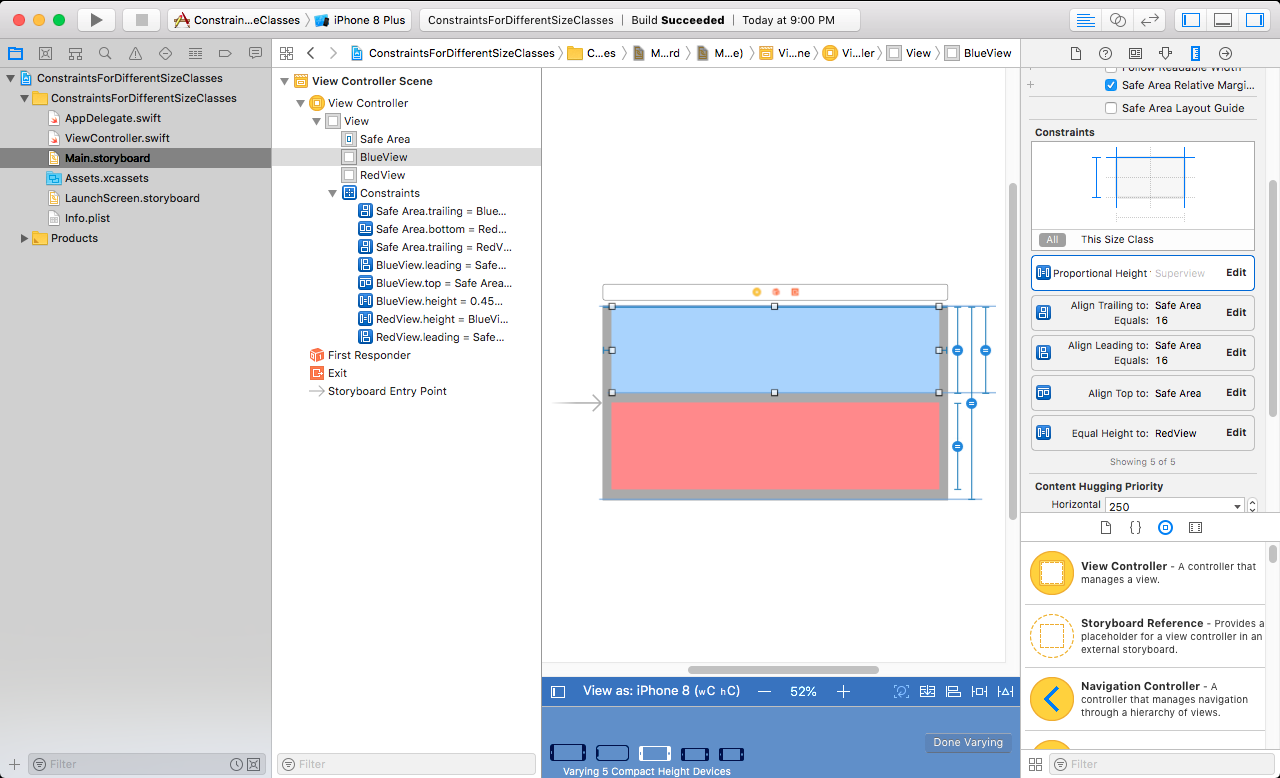 Constrain...eClasses
iPhone 8 Plus
ConstraintsForDifferentSizeClasses | Build Succeeded | Today at 9:00 PM
ConstraintsForDifferentSizeClasses
C...es
M...rd
M...e)
Vi...ne
Vi...ler
View
BlueView
ConstraintsForDifferentSizeClasses
ConstraintsForDifferentSizeClasses
AppDelegate.swift
ViewController.swift
Main.storyboard
Assets.xcassets
LaunchScreen.storyboard
Info.plist
Products
Filter
View Controller Scene
View Controller
View
Safe Area
BlueView
RedView
Constraints
Safe Area.trailing = Blue...
Safe Area.bottom = Red...
Safe Area.trailing = RedV...
BlueView.leading = Safe...
BlueView.top = Safe Area...
BlueView.height = 0.45...
RedView.height = BlueVi...
RedView.leading = Safe...
First Responder
Exit
Storyboard Entry Point
Filter
View as: iPhone 8 (wC hC)
52%
Done Varying
Varying 5 Compact Height Devices
Follow Readable Width
Safe Area Relative Margi...
Safe Area Layout Guide
Constraints
All This Size Class
Proportional Height Superview Edit
Align Trailing to: Safe Area
Equals: 16
Edit
Align Leading to: Safe Area
Equals: 16
Edit
Align Top to: Safe Area Edit
Equal Height to: RedView Edit
Showing 5 of 5
Content Hugging Priority
Horizontal 250
{}
View Controller - A controller that
manages a view.
Storyboard Reference - Provides a
placeholder for a view controller in an
external storyboard.
Navigation Controller - A
controller that manages navigation
through a hierarchy of views.
Filter